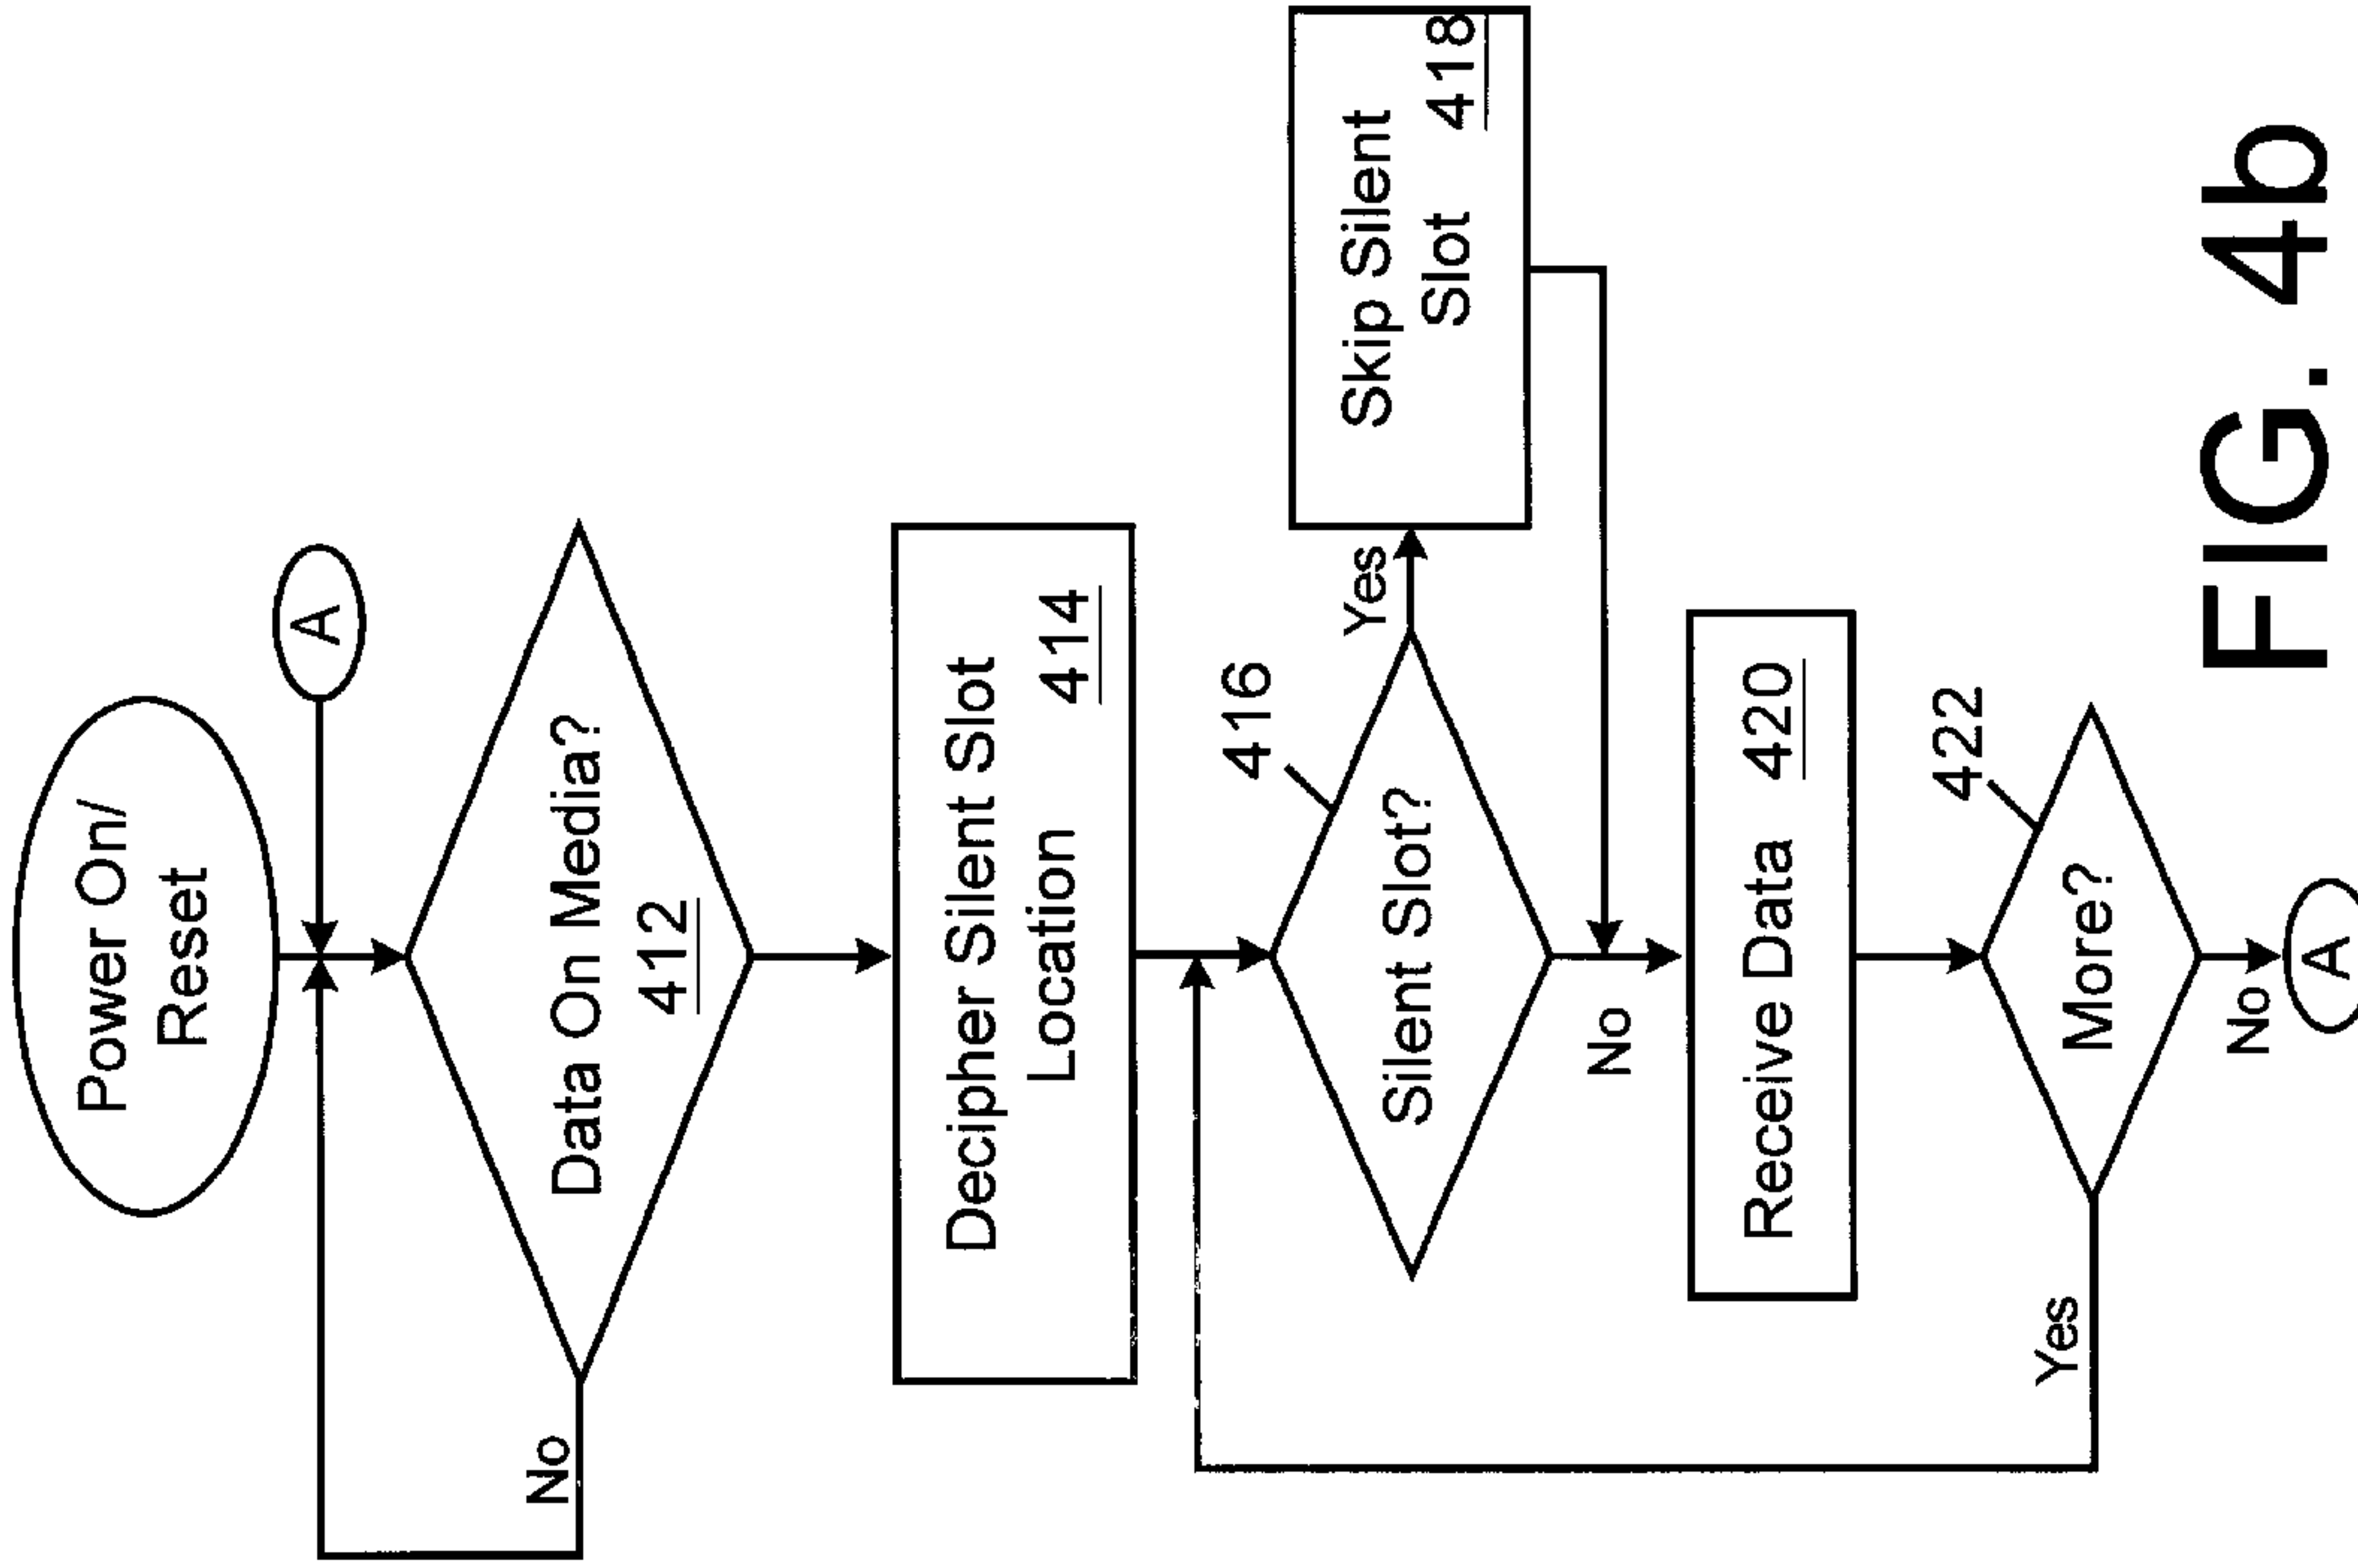 Power On/
Reset
A
Data On Media?
412
No
Decipher Silent Slot
Location 414
416
Silent Slot?
Yes
Skip Silent
Slot 418
No
Receive Data 420
422
More?
Yes
No
A
FIG. 4b